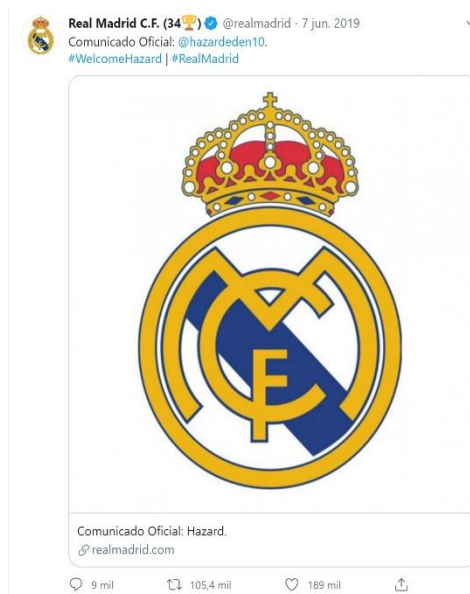 Real Madrid C.F. (34🏆) @realmadrid · 7 jun. 2019
Comunicado Oficial: @hazardeden10.
#WelcomeHazard | #RealMadrid
Comunicado Oficial: Hazard.
realmadrid.com
9 mil 105,4 mil 189 mil